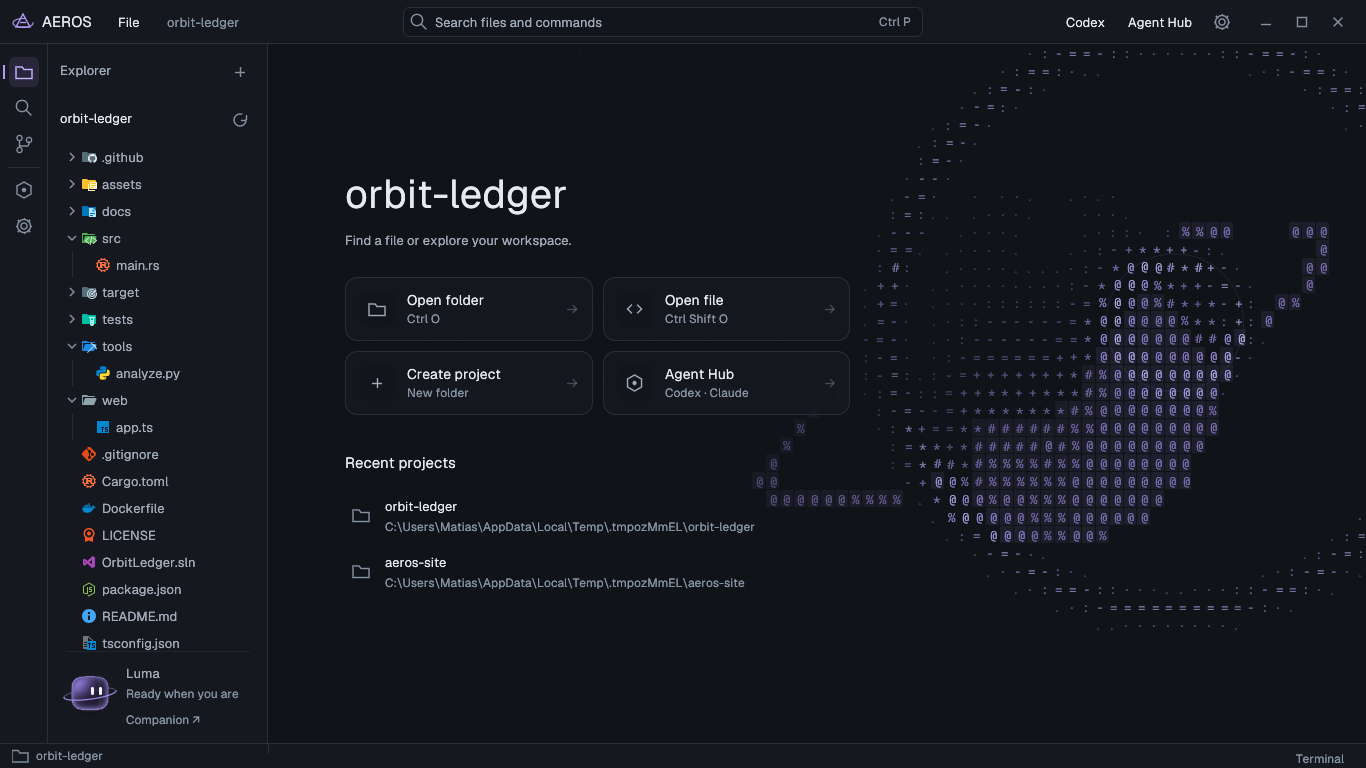 AEROS
File
orbit-ledger
Search files and commands
Ctrl P
Codex
Agent Hub
Explorer
orbit-ledger
.github
assets
docs
src
main.rs
target
tests
tools
analyze.py
web
app.ts
.gitignore
Cargo.toml
Dockerfile
LICENSE
OrbitLedger.sln
package.json
README.md
tsconfig.json
Luma
Ready when you are
Companion ↗
orbit-ledger
Find a file or explore your workspace.
Open folder
Ctrl O
Open file
Ctrl Shift O
Create project
New folder
Agent Hub
Codex · Claude
Recent projects
orbit-ledger
C:\Users\Matias\AppData\Local\Temp\.tmpozMmEL\orbit-ledger
aeros-site
C:\Users\Matias\AppData\Local\Temp\.tmpozMmEL\aeros-site
orbit-ledger
Terminal